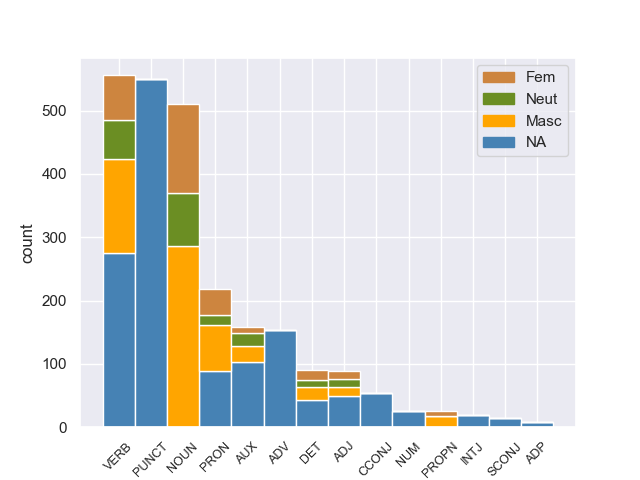 Fem
Neut
Masc
NA
count
500
400
300
200
100
0
VERB
PUNCT
NOUN
PRON
AUX
ADV
DET
ADJ
CCONJ
NUM
PROPN
INTJ
SCONJ
ADP